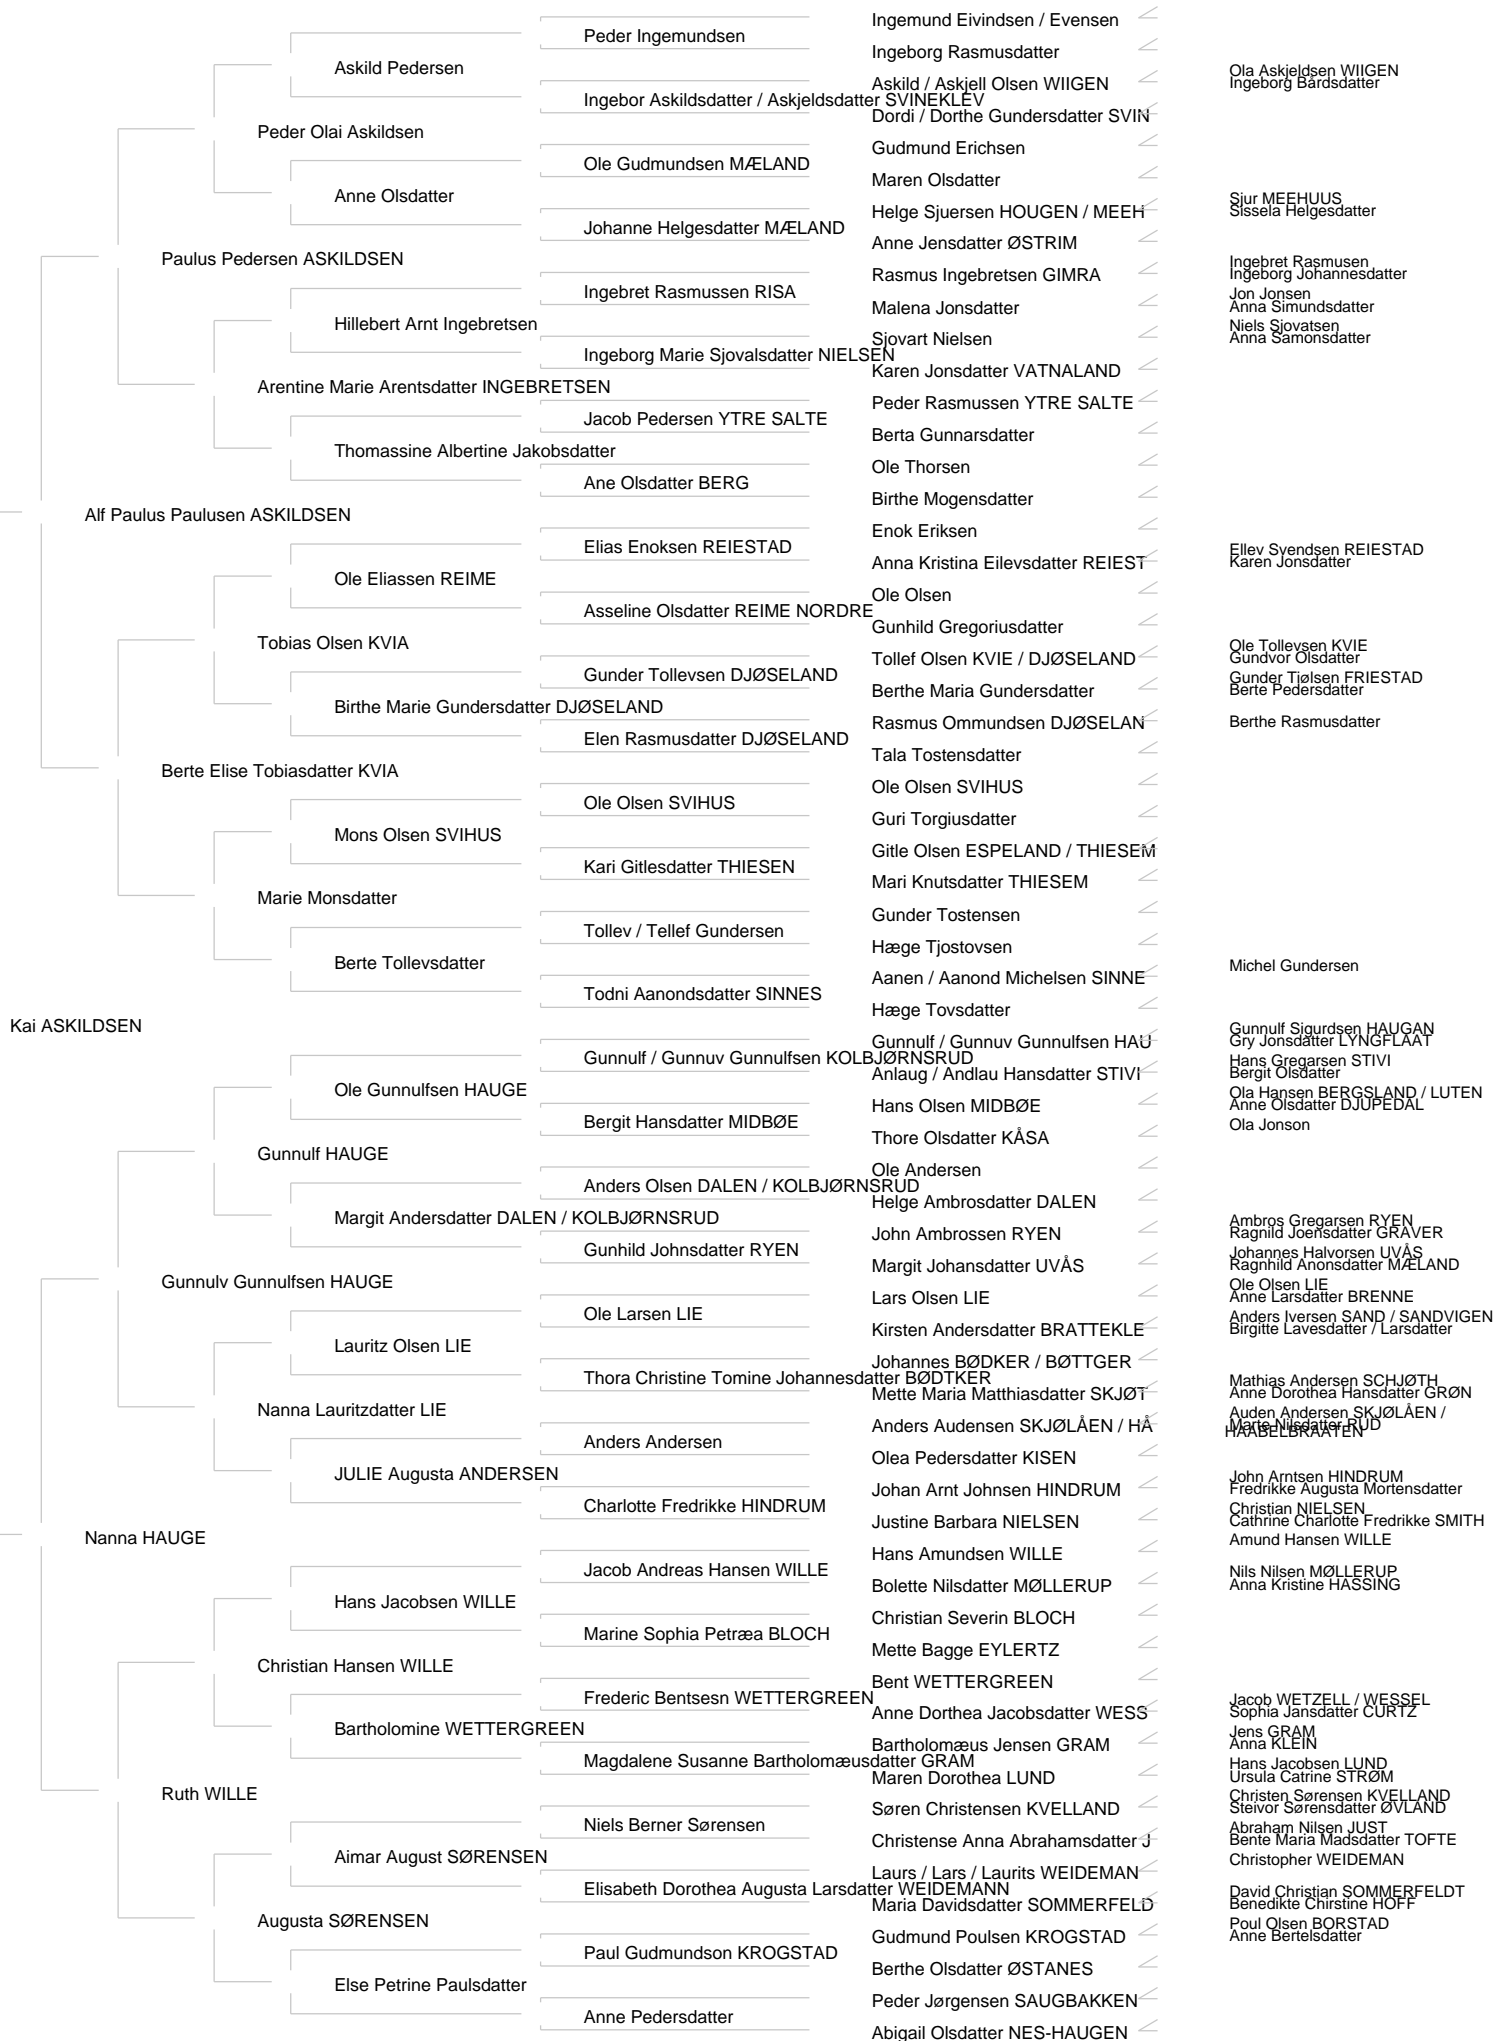 Ingemund Eivindsen / Evensen
Peder Ingemundsen
Ingeborg Rasmusdatter
Askild Pedersen
Ola Askjeldsen WIIGEN
Askild / Askjell Olsen WIIGEN
Ingeborg Bårdsdatter
Ingebor Askildsdatter / Askjeldsdatter SVINEKLEV
Dordi / Dorthe Gundersdatter SVIN
Peder Olai Askildsen
Gudmund Erichsen
Ole Gudmundsen MÆLAND
Maren Olsdatter
Anne Olsdatter
Sjur MEEHUUS
Helge Sjuersen HOUGEN / MEEH
Sissela Helgesdatter
Johanne Helgesdatter MÆLAND
Anne Jensdatter ØSTRIM
Paulus Pedersen ASKILDSEN
Ingebret Rasmusen
Rasmus Ingebretsen GIMRA
Ingeborg Johannesdatter
Ingebret Rasmussen RISA
Jon Jonsen
Malena Jonsdatter
Anna Simundsdatter
Hillebert Arnt Ingebretsen
Niels Sjovatsen
Sjovart Nielsen
Anna Samonsdatter
Ingeborg Marie Sjovalsdatter NIELSEN
Karen Jonsdatter VATNALAND
Arentine Marie Arentsdatter INGEBRETSEN
Peder Rasmussen YTRE SALTE
Jacob Pedersen YTRE SALTE
Berta Gunnarsdatter
Thomassine Albertine Jakobsdatter
Ole Thorsen
Ane Olsdatter BERG
Birthe Mogensdatter
Alf Paulus Paulusen ASKILDSEN
Enok Eriksen
Elias Enoksen REIESTAD
Ellev Svendsen REIESTAD
Anna Kristina Eilevsdatter REIEST
Karen Jonsdatter
Ole Eliassen REIME
Ole Olsen
Asseline Olsdatter REIME NORDRE
Gunhild Gregoriusdatter
Tobias Olsen KVIA
Ole Tollevsen KVIE
Tollef Olsen KVIE / DJØSELAND
Gundvor Olsdatter
Gunder Tollevsen DJØSELAND
Gunder Tjølsen FRIESTAD
Berthe Maria Gundersdatter
Berte Pedersdatter
Birthe Marie Gundersdatter DJØSELAND
Rasmus Ommundsen DJØSELAN
Berthe Rasmusdatter
Elen Rasmusdatter DJØSELAND
Tala Tostensdatter
Berte Elise Tobiasdatter KVIA
Ole Olsen SVIHUS
Ole Olsen SVIHUS
Guri Torgiusdatter
Mons Olsen SVIHUS
Gitle Olsen ESPELAND / THIESEM
Kari Gitlesdatter THIESEN
Mari Knutsdatter THIESEM
Marie Monsdatter
Gunder Tostensen
Tollev / Tellef Gundersen
Hæge Tjostovsen
Berte Tollevsdatter
Michel Gundersen
Aanen / Aanond Michelsen SINNE
Todni Aanondsdatter SINNES
Hæge Tovsdatter
Kai ASKILDSEN
Gunnulf Sigurdsen HAUGAN
Gunnulf / Gunnuv Gunnulfsen HAU
Gry Jonsdatter LYNGFLAAT
Gunnulf / Gunnuv Gunnulfsen KOLBJØRNSRUD
Hans Gregarsen STIVI
Anlaug / Andlau Hansdatter STIVI
Bergit Olsdatter
Ole Gunnulfsen HAUGE
Ola Hansen BERGSLAND / LUTEN
Hans Olsen MIDBØE
Anne Olsdatter DJUPEDAL
Bergit Hansdatter MIDBØE
Ola Jonson
Thore Olsdatter KÅSA
Gunnulf HAUGE
Ole Andersen
Anders Olsen DALEN / KOLBJØRNSRUD
Helge Ambrosdatter DALEN
Margit Andersdatter DALEN / KOLBJØRNSRUD
Ambros Gregarsen RYEN
John Ambrossen RYEN
Ragnild Joensdatter GRAVER
Gunhild Johnsdatter RYEN
Johannes Halvorsen UVÅS
Margit Johansdatter UVÅS
Ragnhild Anonsdatter MÆLAND
Gunnulv Gunnulfsen HAUGE
Ole Olsen LIE
Lars Olsen LIE
Anne Larsdatter BRENNE
Ole Larsen LIE
Anders Iversen SAND / SANDVIGEN
Kirsten Andersdatter BRATTEKLE
Birgitte Lavesdatter / Larsdatter
Lauritz Olsen LIE
Johannes BØDKER / BØTTGER
Thora Christine Tomine Johannesdatter BØDTKER
Mathias Andersen SCHJØTH
Mette Maria Matthiasdatter SKJØT
Anne Dorothea Hansdatter GRØN
Nanna Lauritzdatter LIE
Auden Andersen SKJØLÅEN /
HAABELBRAATEN
Anders Audensen SKJØLÅEN / HÅ
Marte Nilsdatter RUD
Anders Andersen
Olea Pedersdatter KISEN
JULIE Augusta ANDERSEN
John Arntsen HINDRUM
Johan Arnt Johnsen HINDRUM
Fredrikke Augusta Mortensdatter
Charlotte Fredrikke HINDRUM
Christian NIELSEN
Justine Barbara NIELSEN
Cathrine Charlotte Fredrikke SMITH
Nanna HAUGE
Amund Hansen WILLE
Hans Amundsen WILLE
Jacob Andreas Hansen WILLE
Nils Nilsen MØLLERUP
Bolette Nilsdatter MØLLERUP
Anna Kristine HASSING
Hans Jacobsen WILLE
Christian Severin BLOCH
Marine Sophia Petræa BLOCH
Mette Bagge EYLERTZ
Christian Hansen WILLE
Bent WETTERGREEN
Frederic Bentsesn WETTERGREEN
Jacob WETZELL / WESSEL
Anne Dorthea Jacobsdatter WESS
Sophia Jansdatter CURTZ
Bartholomine WETTERGREEN
Jens GRAM
Bartholomæus Jensen GRAM
Anna KLEIN
Magdalene Susanne Bartholomæusdatter GRAM
Hans Jacobsen LUND
Maren Dorothea LUND
Ursula Catrine STRØM
Ruth WILLE
Christen Sørensen KVELLAND
Søren Christensen KVELLAND
Steivor Sørensdatter ØVLAND
Niels Berner Sørensen
Abraham Nilsen JUST
Christense Anna Abrahamsdatter J
Bente Maria Madsdatter TOFTE
Aimar August SØRENSEN
Christopher WEIDEMAN
Laurs / Lars / Laurits WEIDEMAN
Elisabeth Dorothea Augusta Larsdatter WEIDEMANN
David Christian SOMMERFELDT
Maria Davidsdatter SOMMERFELD
Benedikte Chirstine HOFF
Augusta SØRENSEN
Poul Olsen BORSTAD
Gudmund Poulsen KROGSTAD
Anne Bertelsdatter
Paul Gudmundson KROGSTAD
Berthe Olsdatter ØSTANES
Else Petrine Paulsdatter
Peder Jørgensen SAUGBAKKEN
Anne Pedersdatter
Abigail Olsdatter NES-HAUGEN